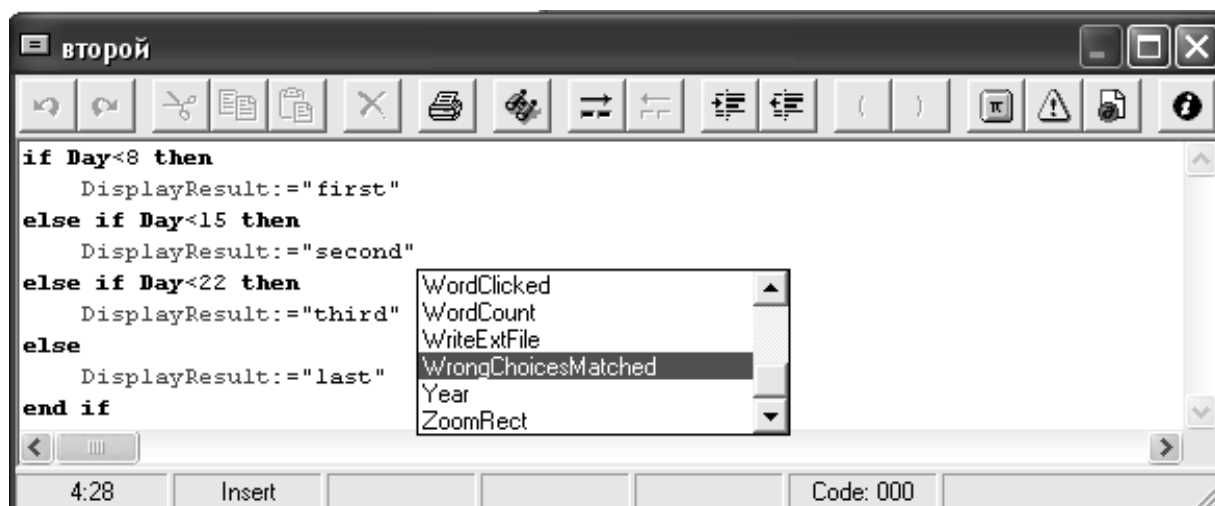 второй
if Day<8 then
DisplayResult:="first"
else if Day<15 then
DisplayResult:="second"
else if Day<22 then
DisplayResult:="third"
else
DisplayResult:="last"
end if
WordClicked
WordCount
WriteExtFile
WrongChoicesMatched
Year
ZoomRect
4:28 Insert Code: 000